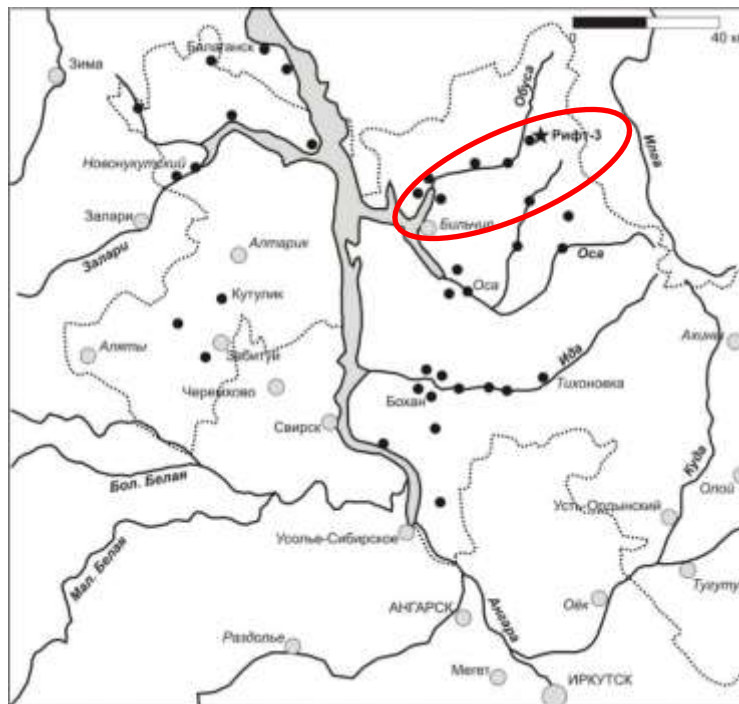 0
40 км
Зима
Балаганск
Обуса
Рифт-3
Илга
Новонукутский
Залари
Бильчир
Залари
Алтарик
Оса
Оса
Кутулик
Аляты
Забитуй
Ида
Черемхово
Тихоновка
Бохан
Свирск
Бол. Белая
Куда
Олой
Усть-Ордынский
Усолье-Сибирское
Мал. Белая
Тугуту
Оёк
АНГАРСК
Ангара
Раздолье
Мегет
ИРКУТСК